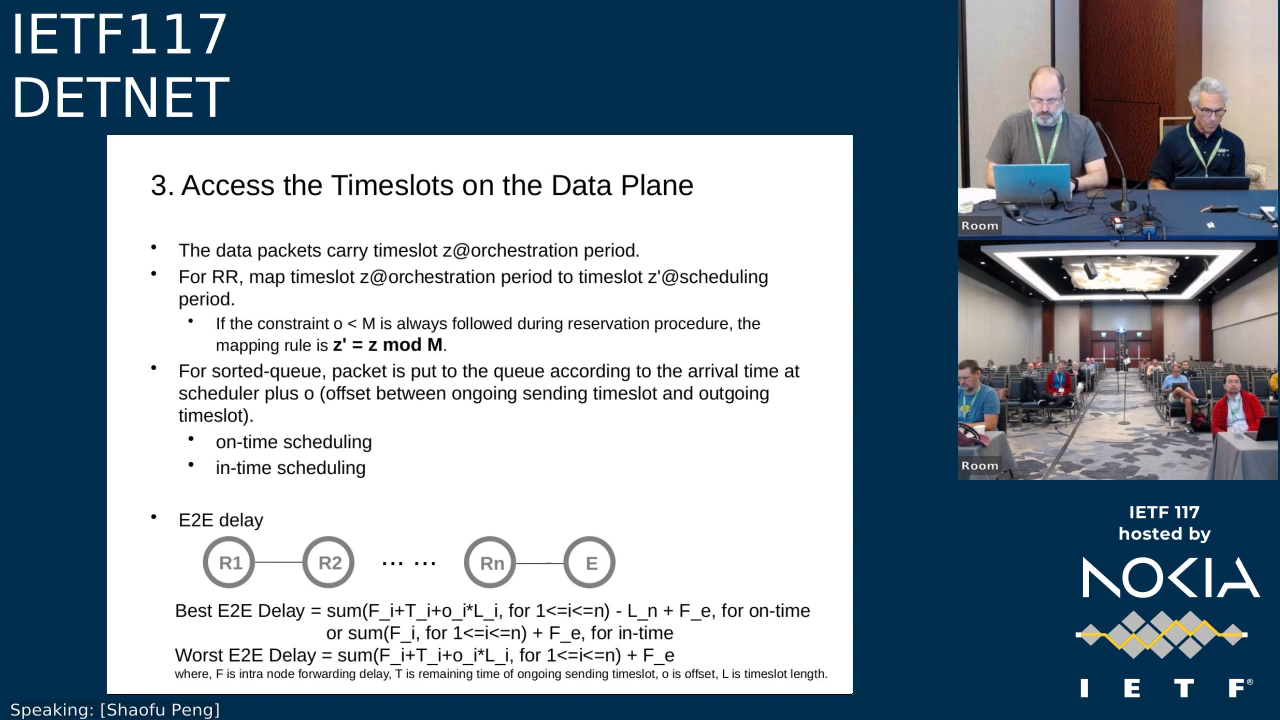 IETF117
DETNET
3. Access the Timeslots on the Data Plane
• The data packets carry timeslot z@orchestration period.
• For RR, map timeslot z@orchestration period to timeslot z'@scheduling
period.
• If the constraint o < M is always followed during reservation procedure, the
mapping rule is z' = z mod M.
• For sorted-queue, packet is put to the queue according to the arrival time at
scheduler plus o (offset between ongoing sending timeslot and outgoing
timeslot).
• on-time scheduling
• in-time scheduling
• E2E delay
R1 R2 ... ... Rn E
Best E2E Delay = sum(F_i+T_i+o_i*L_i, for 1<=i<=n) - L_n + F_e, for on-time
or sum(F_i, for 1<=i<=n) + F_e, for in-time
Worst E2E Delay = sum(F_i+T_i+o_i*L_i, for 1<=i<=n) + F_e
where, F is intra node forwarding delay, T is remaining time of ongoing sending timeslot, o is offset, L is timeslot length.
Room
Room
IETF 117
hosted by
NOKIA
I E T F®
Speaking: [Shaofu Peng]